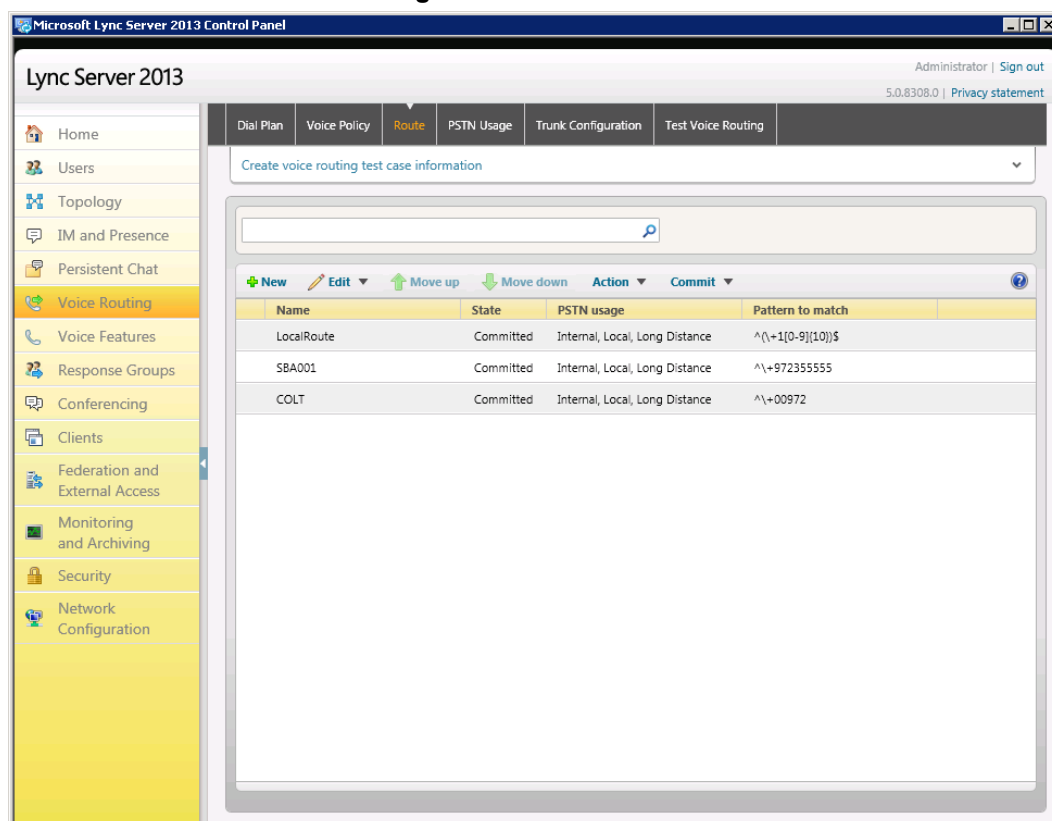 Microsoft Lync Server 2013 Control Panel
Lync Server 2013
Administrator | Sign out
5.0.8308.0 | Privacy statement
Home
Users
Topology
IM and Presence
Persistent Chat
Voice Routing
Voice Features
Response Groups
Conferencing
Clients
Federation and
External Access
Monitoring
and Archiving
Security
Network
Configuration
Dial Plan Voice Policy Route PSTN Usage Trunk Configuration Test Voice Routing
Create voice routing test case information
New Edit Move up Move down Action Commit
Name State PSTN usage Pattern to match
LocalRoute Committed Internal, Local, Long Distance ^(\+1[0-9]{10})$
SBA001 Committed Internal, Local, Long Distance ^\+972355555
COLT Committed Internal, Local, Long Distance ^\+00972